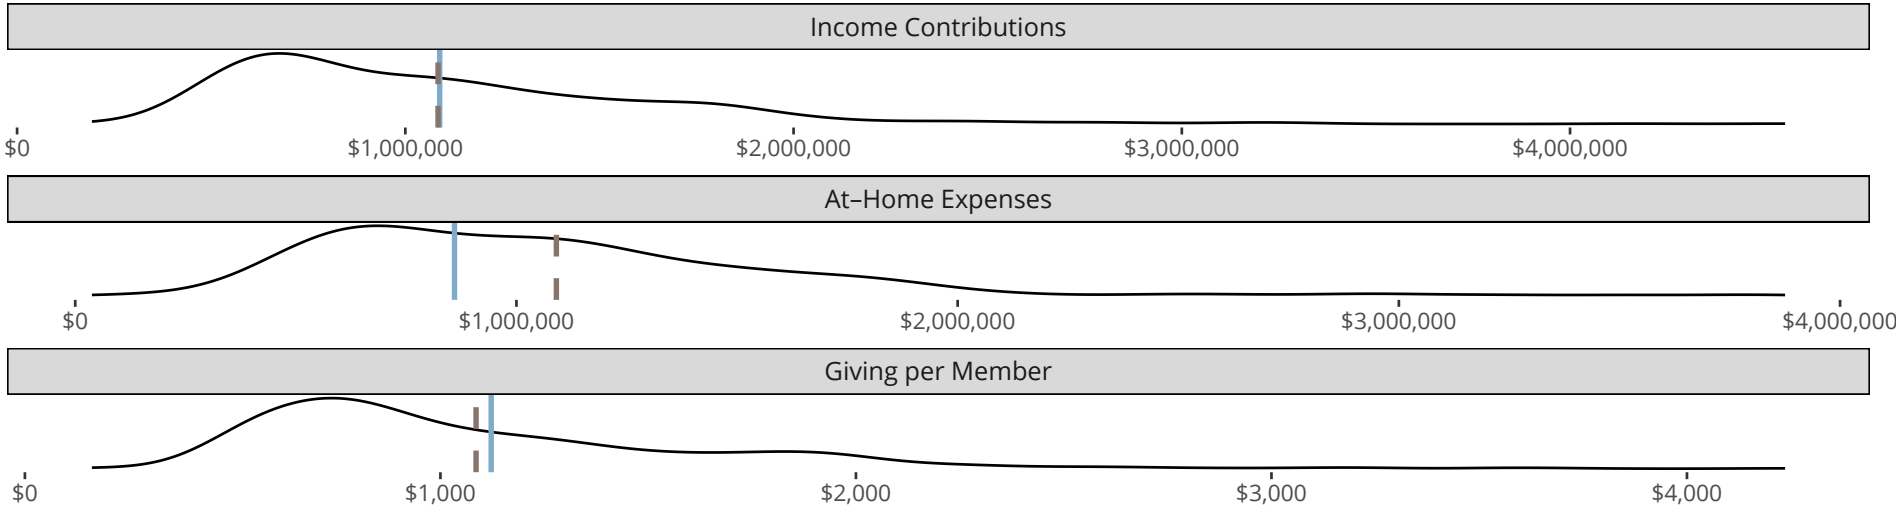 Income Contributions
$0 $1,000,000 $2,000,000 $3,000,000 $4,000,000
At–Home Expenses
$0 $1,000,000 $2,000,000 $3,000,000 $4,000,000
Giving per Member
$0 $1,000 $2,000 $3,000 $4,000